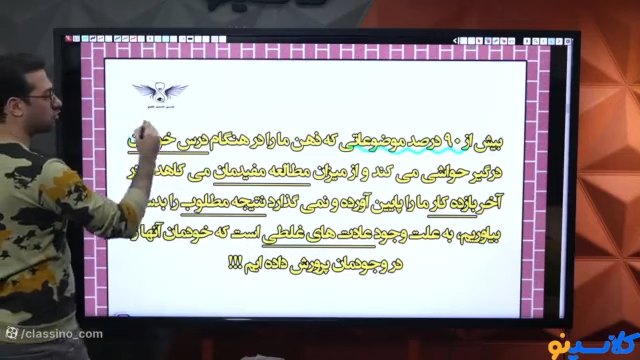 بیش از ۹۰ درصد موضوعاتی که ذهن ما را در هنگام درس
درگیر حواشی می کند و از میزان مطالعه مفیدمان می کاهد
آخر بازده کار ما را پایین آورده و نمی گذارد نتیجه مطلوب را
بیاوریم، به علت وجود عادت های غلطی است که خودمان آنها
در وجودمان پرورش داده ایم !!!
/classino_com
کلاسینو